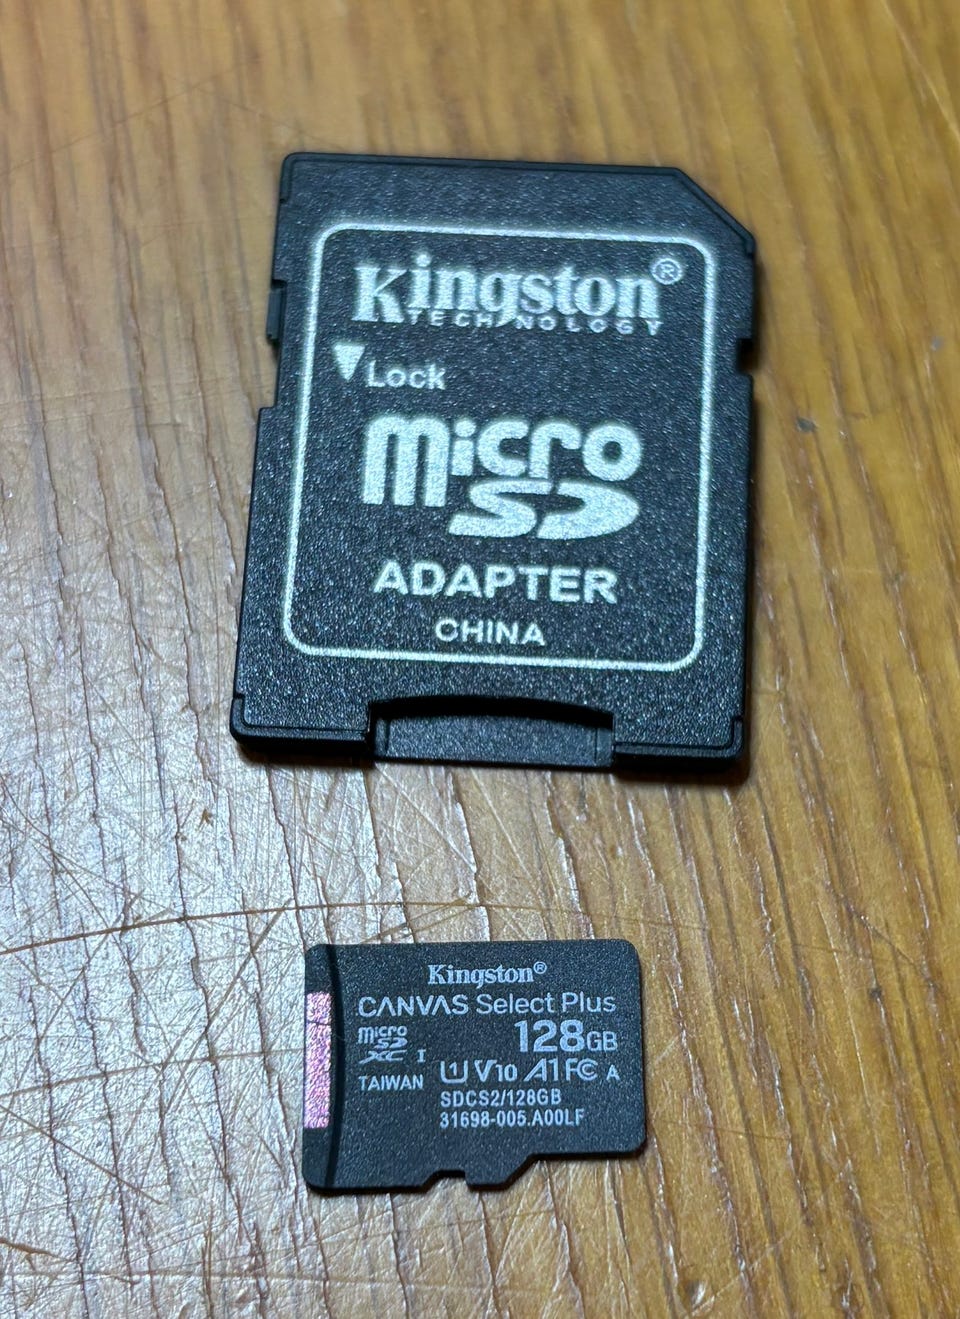 Kingston®
TECHNOLOGY
Lock
micro
SD
ADAPTER
CHINA
Kingston®
CANVAS Select Plus
micro SD XC I 128GB
TAIWAN U1 V10 A1 FC A
SDCS2/128GB
31698-005.A00LF